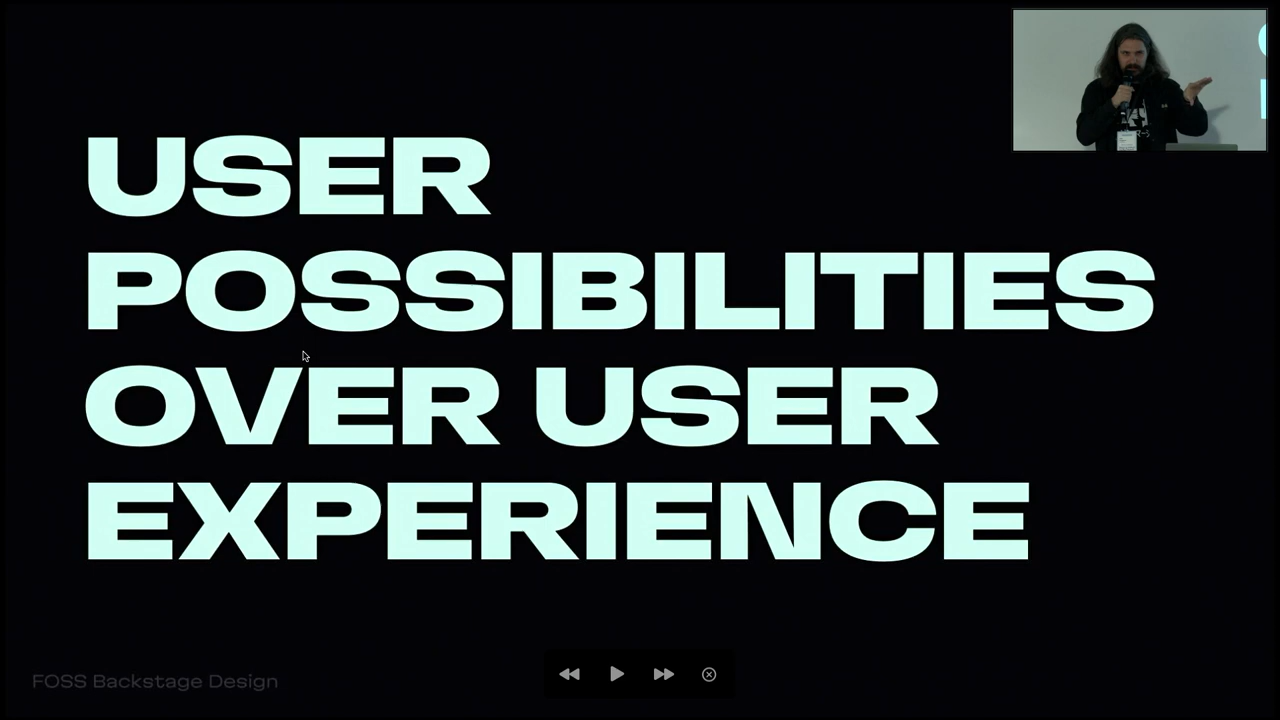 USER
POSSIBILITIES
OVER USER
EXPERIENCE
FOSS Backstage Design